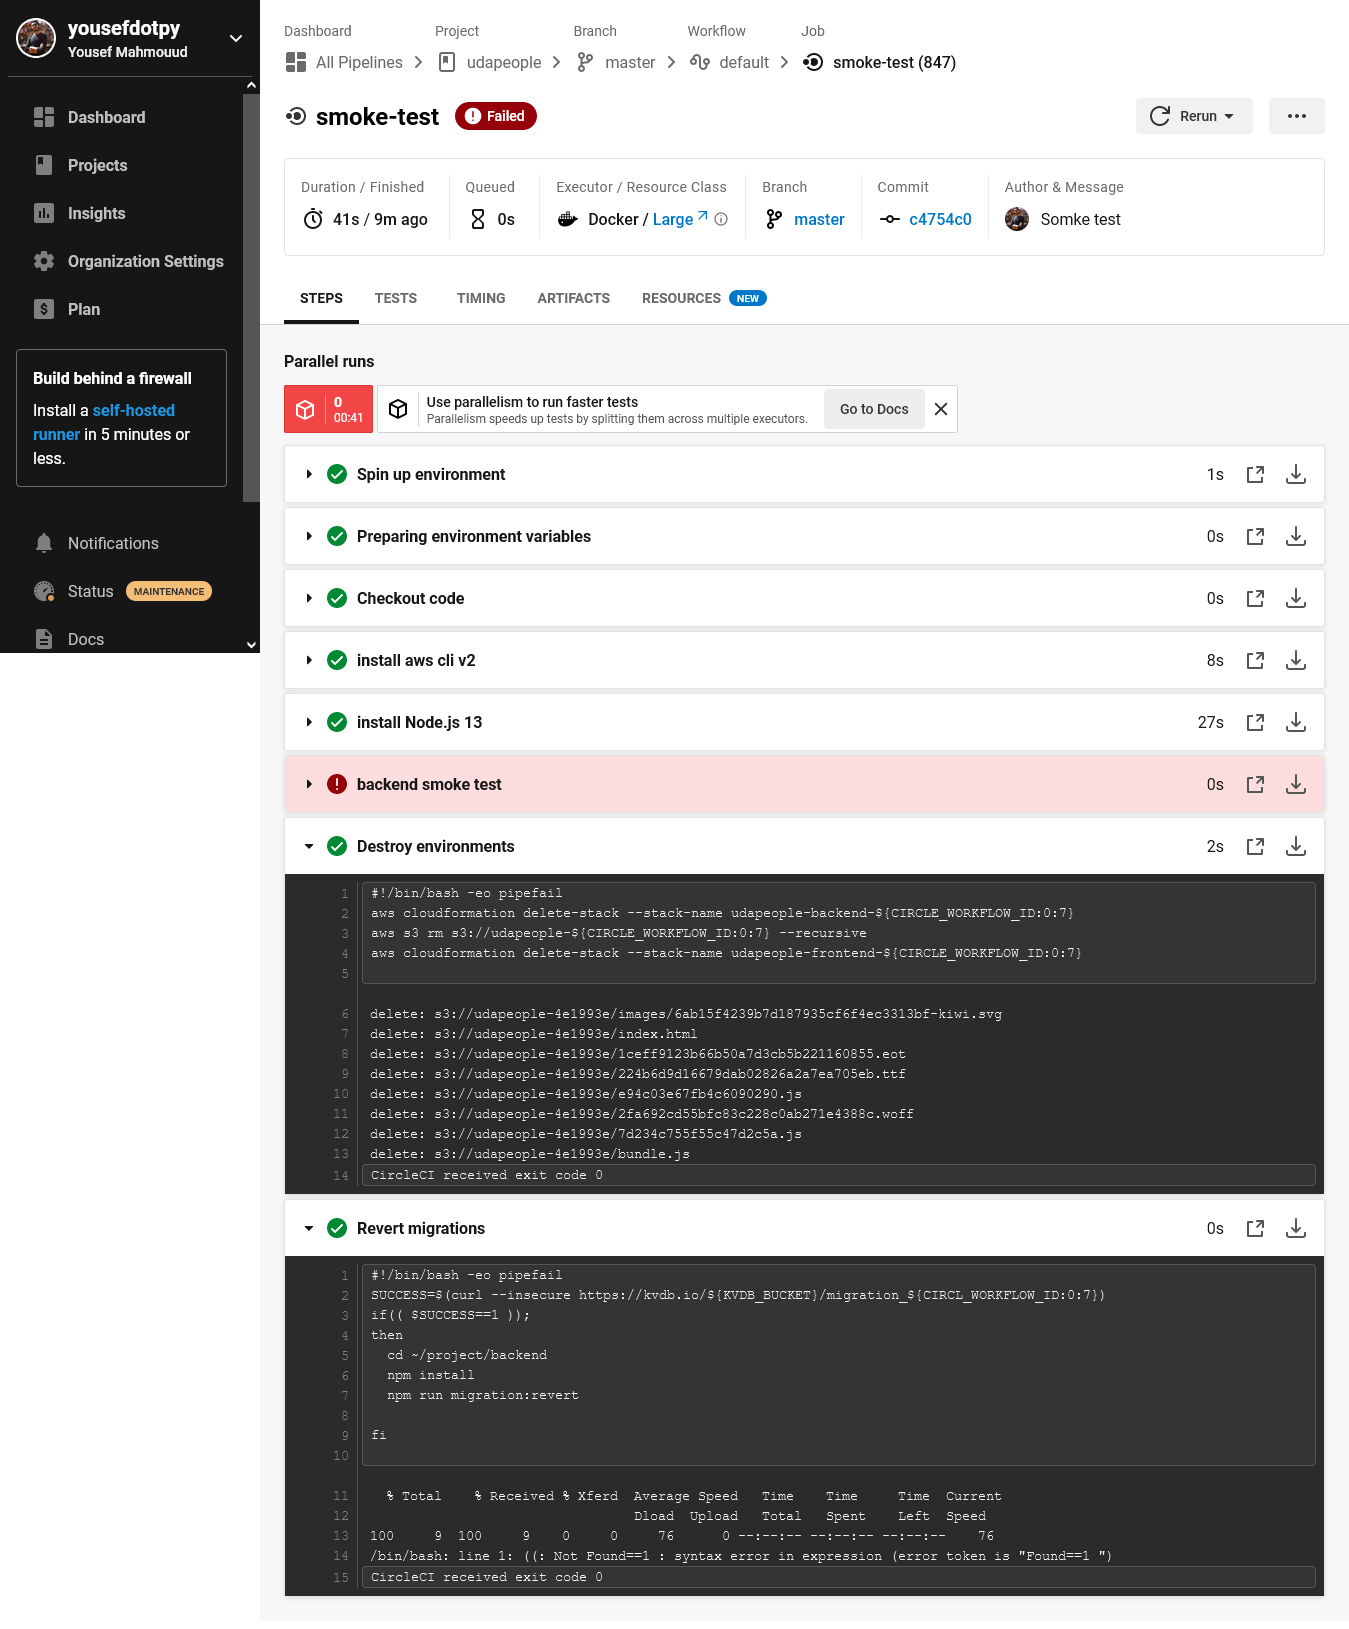 yousefdotpy
Yousef Mahmouud
Dashboard
Projects
Insights
Organization Settings
Plan
Build behind a firewall
Install a self-hosted
runner in 5 minutes or
less.
Notifications
Status MAINTENANCE
Docs
Dashboard Project Branch Workflow Job
All Pipelines udapeople master default smoke-test (847)
smoke-test Failed
Rerun
Duration / Finished Queued Executor / Resource Class Branch Commit Author & Message
41s / 9m ago 0s Docker / Large master c4754c0 Somke test
STEPS TESTS TIMING ARTIFACTS RESOURCES NEW
Parallel runs
0
00:41
Use parallelism to run faster tests
Parallelism speeds up tests by splitting them across multiple executors.
Go to Docs
Spin up environment 1s
Preparing environment variables 0s
Checkout code 0s
install aws cli v2 8s
install Node.js 13 27s
backend smoke test 0s
Destroy environments 2s
1 #!/bin/bash -eo pipefail
2 aws cloudformation delete-stack --stack-name udapeople-backend-${CIRCLE_WORKFLOW_ID:0:7}
3 aws s3 rm s3://udapeople-${CIRCLE_WORKFLOW_ID:0:7} --recursive
4 aws cloudformation delete-stack --stack-name udapeople-frontend-${CIRCLE_WORKFLOW_ID:0:7}
5
6 delete: s3://udapeople-4e1993e/images/6ab15f4239b7d187935cf6f4ec3313bf-kiwi.svg
7 delete: s3://udapeople-4e1993e/index.html
8 delete: s3://udapeople-4e1993e/1ceff9123b66b50a7d3cb5b221160855.eot
9 delete: s3://udapeople-4e1993e/224b6d9d16679dab02826a2a7ea705eb.ttf
10 delete: s3://udapeople-4e1993e/e94c03e67fb4c6090290.js
11 delete: s3://udapeople-4e1993e/2fa692cd55bfc83c228c0ab271e4388c.woff
12 delete: s3://udapeople-4e1993e/7d234c755f55c47d2c5a.js
13 delete: s3://udapeople-4e1993e/bundle.js
14 CircleCI received exit code 0
Revert migrations 0s
1 #!/bin/bash -eo pipefail
2 SUCCESS=$(curl --insecure https://kvdb.io/${KVDB_BUCKET}/migration_${CIRCL_WORKFLOW_ID:0:7})
3 if(( $SUCCESS==1 ));
4 then
5 cd ~/project/backend
6 npm install
7 npm run migration:revert
8
9 fi
10
11 % Total % Received % Xferd Average Speed Time Time Time Current
12 Dload Upload Total Spent Left Speed
13 100 9 100 9 0 0 76 0 --:--:-- --:--:-- --:--:-- 76
14 /bin/bash: line 1: ((: Not Found==1 : syntax error in expression (error token is "Found==1 ")
15 CircleCI received exit code 0